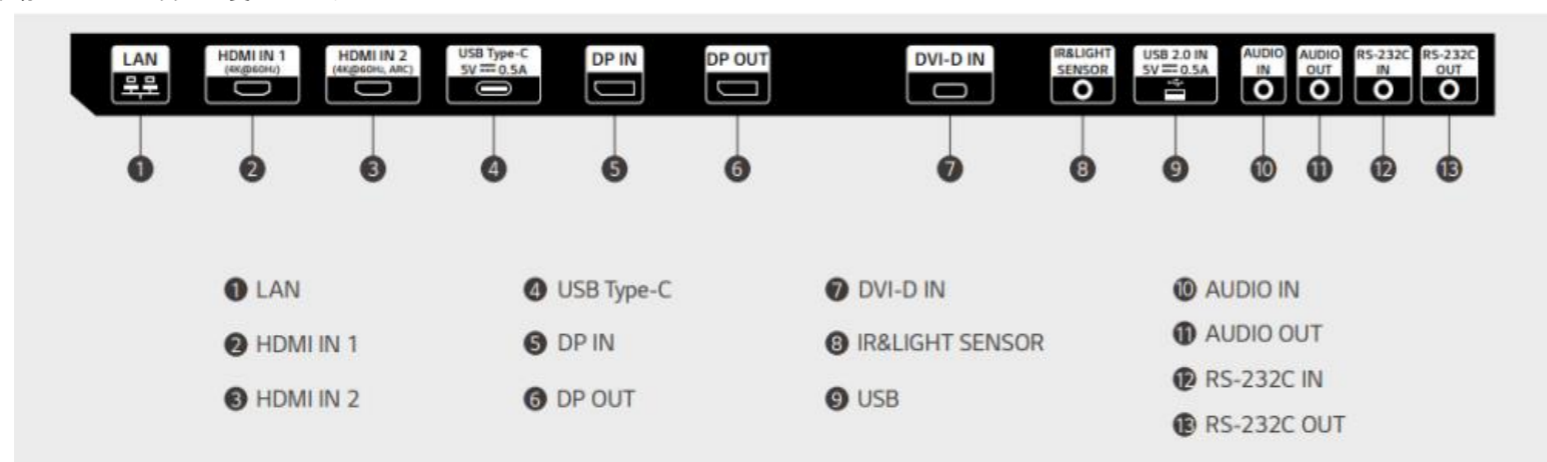 LAN
HDMI IN 1
(4K@60Hz)
HDMI IN 2
(4K@60Hz, ARC)
USB Type-C
5V 0.5A
DP IN
DP OUT
DVI-D IN
IR&LIGHT
SENSOR
USB 2.0 IN
5V 0.5A
AUDIO
IN
AUDIO
OUT
RS-232C
IN
RS-232C
OUT
1
2
3
4
5
6
7
8
9
10
11
12
13
1 LAN
2 HDMI IN 1
3 HDMI IN 2
4 USB Type-C
5 DP IN
6 DP OUT
7 DVI-D IN
8 IR&LIGHT SENSOR
9 USB
10 AUDIO IN
11 AUDIO OUT
12 RS-232C IN
13 RS-232C OUT